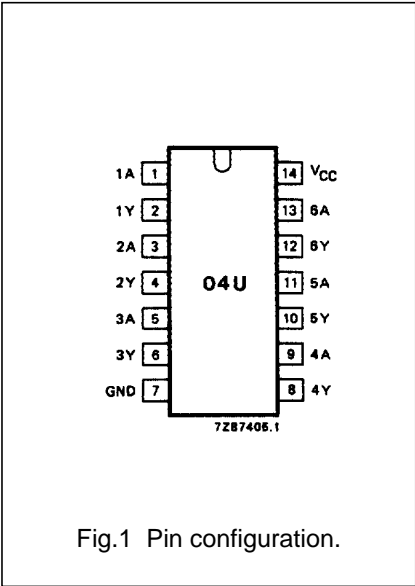 1A 1 14 VCC
1Y 2 13 6A
2A 3 12 6Y
2Y 4 04U 11 5A
3A 5 10 5Y
3Y 6 9 4A
GND 7 8 4Y
7Z87406.1
Fig.1 Pin configuration.